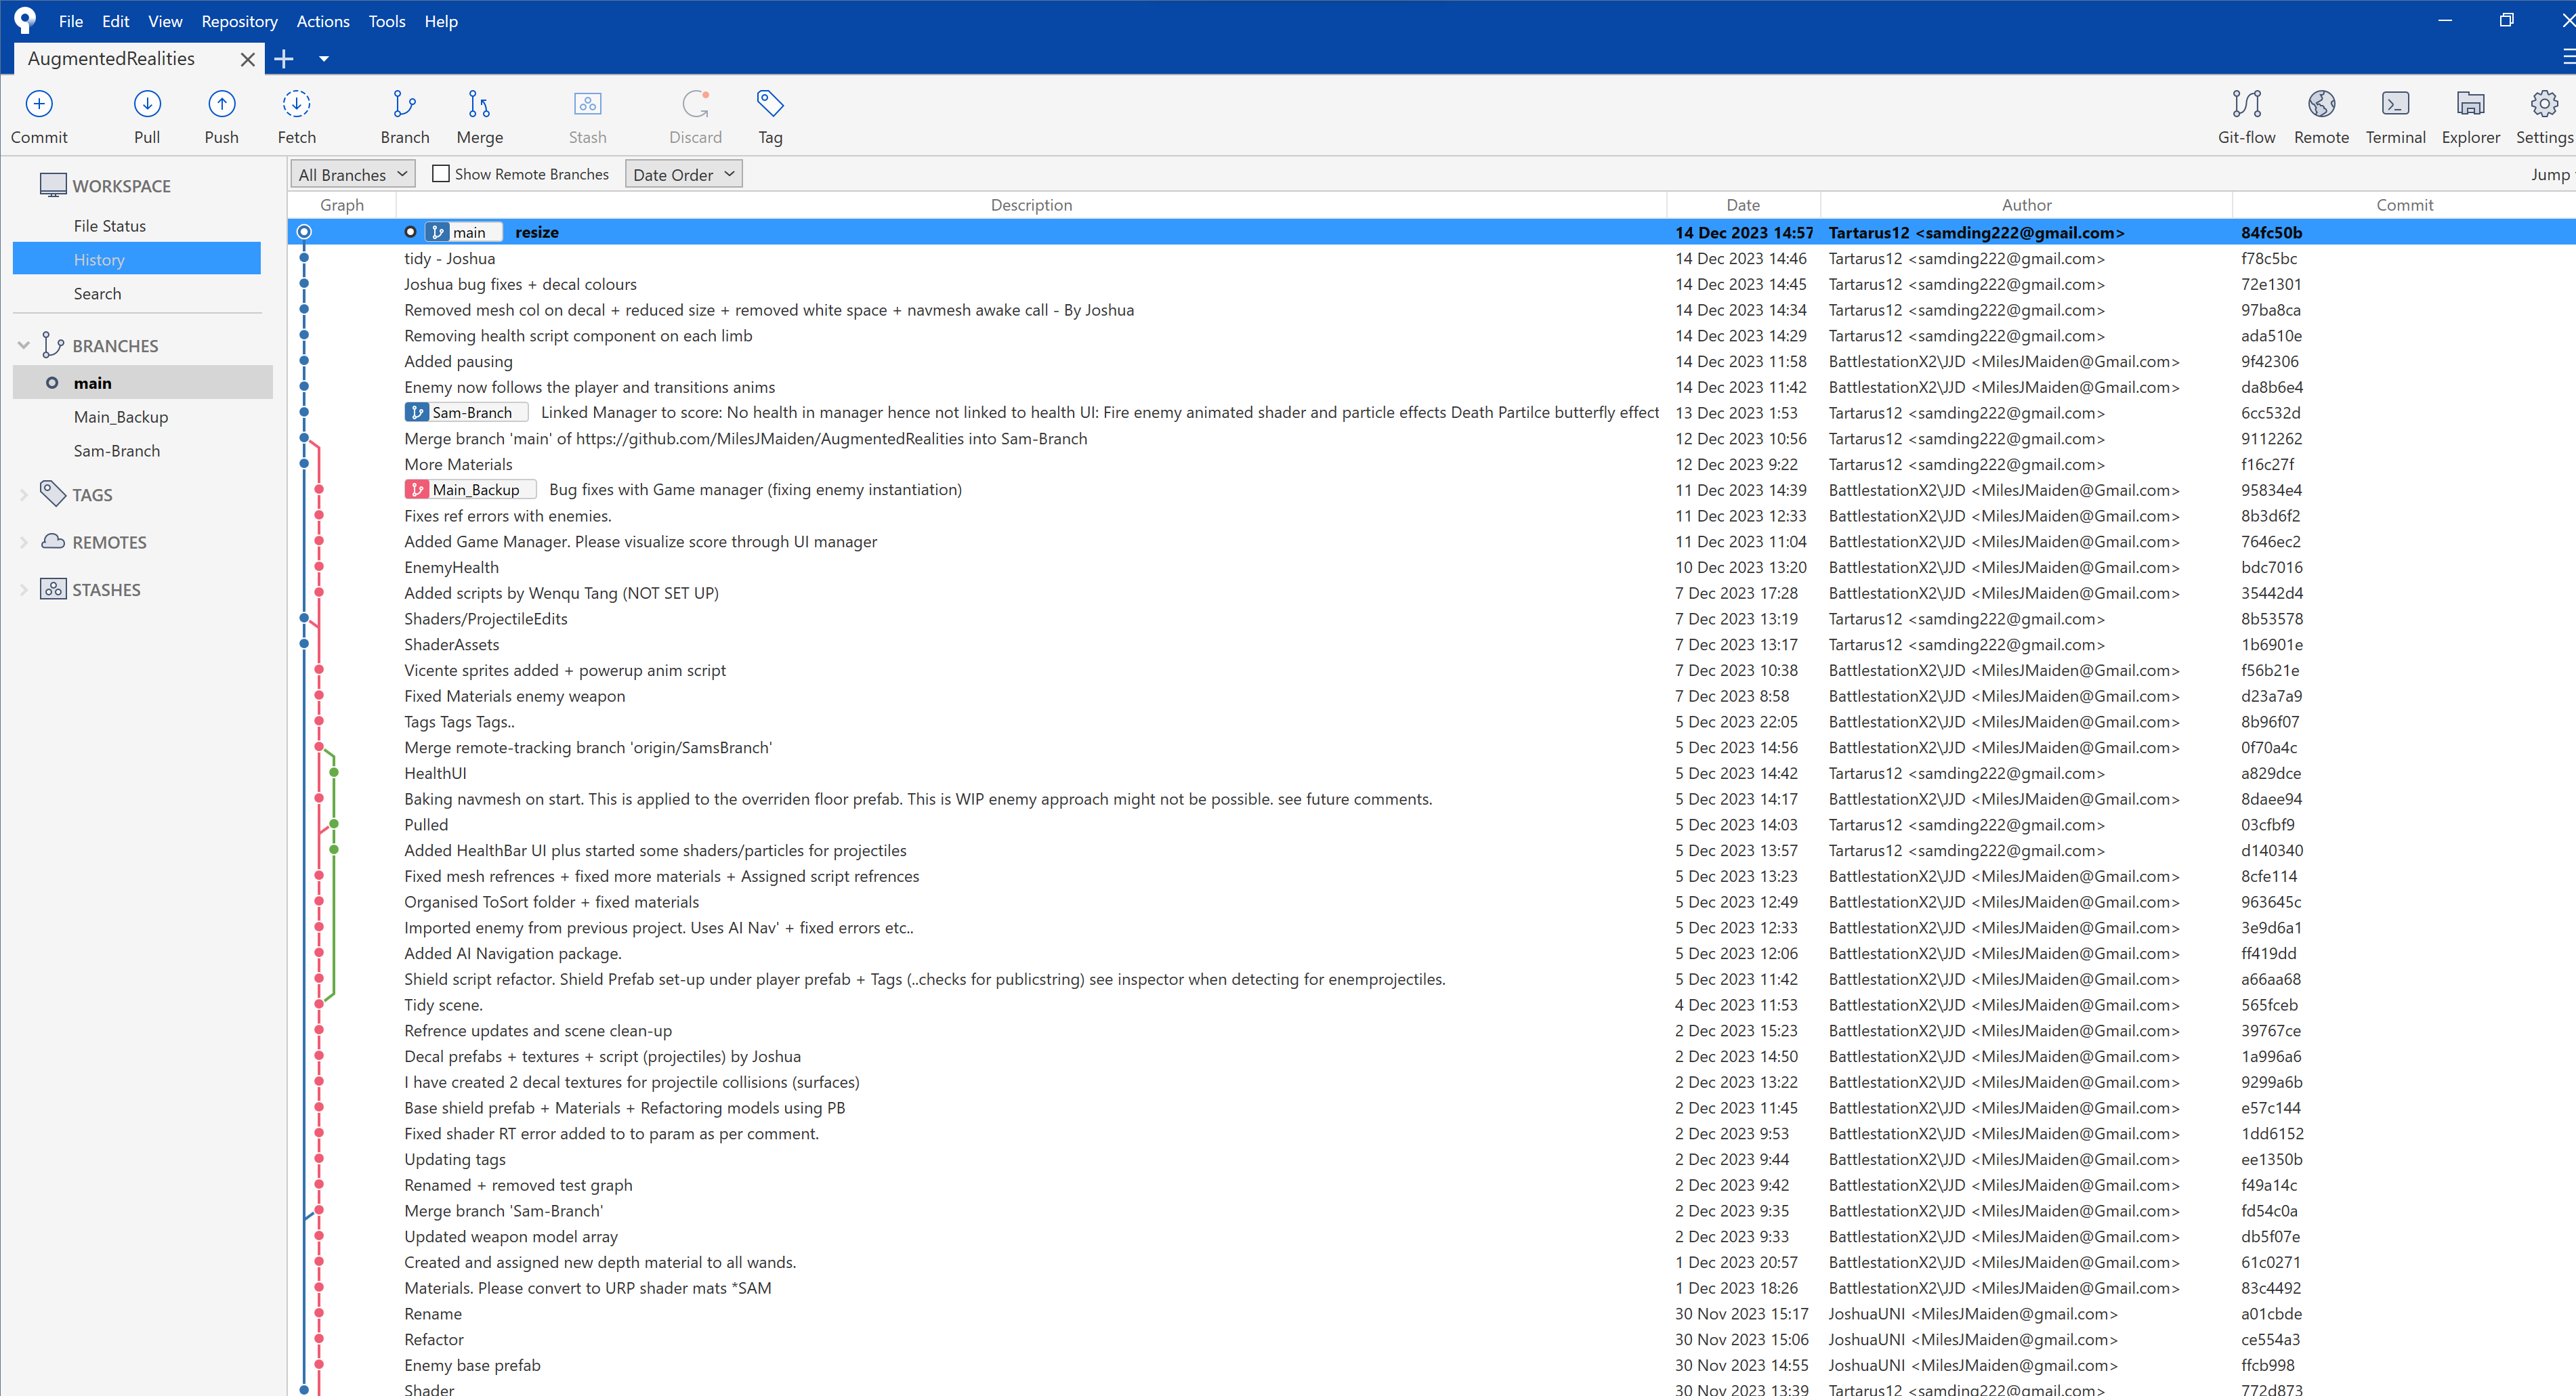 File Edit View Repository Actions Tools Help
AugmentedRealities
Commit Pull Push Fetch Branch Merge Stash Discard Tag Git-flow Remote Terminal Explorer Settings
All Branches Show Remote Branches Date Order Jump
WORKSPACE
File Status
History
Search
BRANCHES
main
Main_Backup
Sam-Branch
TAGS
REMOTES
STASHES
Graph Description Date Author Commit
main resize 14 Dec 2023 14:57 Tartarus12 <samding222@gmail.com> 84fc50b
tidy - Joshua 14 Dec 2023 14:46 Tartarus12 <samding222@gmail.com> f78c5bc
Joshua bug fixes + decal colours 14 Dec 2023 14:45 Tartarus12 <samding222@gmail.com> 72e1301
Removed mesh col on decal + reduced size + removed white space + navmesh awake call - By Joshua 14 Dec 2023 14:34 Tartarus12 <samding222@gmail.com> 97ba8ca
Removing health script component on each limb 14 Dec 2023 14:29 Tartarus12 <samding222@gmail.com> ada510e
Added pausing 14 Dec 2023 11:58 BattlestationX2\JJD <MilesJMaiden@Gmail.com> 9f42306
Enemy now follows the player and transitions anims 14 Dec 2023 11:42 BattlestationX2\JJD <MilesJMaiden@Gmail.com> da8b6e4
Sam-Branch Linked Manager to score: No health in manager hence not linked to health UI: Fire enemy animated shader and particle effects Death Partilce butterfly effect 13 Dec 2023 1:53 Tartarus12 <samding222@gmail.com> 6cc532d
Merge branch 'main' of https://github.com/MilesJMaiden/AugmentedRealities into Sam-Branch 12 Dec 2023 10:56 Tartarus12 <samding222@gmail.com> 9112262
More Materials 12 Dec 2023 9:22 Tartarus12 <samding222@gmail.com> f16c27f
Main_Backup Bug fixes with Game manager (fixing enemy instantiation) 11 Dec 2023 14:39 BattlestationX2\JJD <MilesJMaiden@Gmail.com> 95834e4
Fixes ref errors with enemies. 11 Dec 2023 12:33 BattlestationX2\JJD <MilesJMaiden@Gmail.com> 8b3d6f2
Added Game Manager. Please visualize score through UI manager 11 Dec 2023 11:04 BattlestationX2\JJD <MilesJMaiden@Gmail.com> 7646ec2
EnemyHealth 10 Dec 2023 13:20 BattlestationX2\JJD <MilesJMaiden@Gmail.com> bdc7016
Added scripts by Wenqu Tang (NOT SET UP) 7 Dec 2023 17:28 BattlestationX2\JJD <MilesJMaiden@Gmail.com> 35442d4
Shaders/ProjectileEdits 7 Dec 2023 13:19 Tartarus12 <samding222@gmail.com> 8b53578
ShaderAssets 7 Dec 2023 13:17 Tartarus12 <samding222@gmail.com> 1b6901e
Vicente sprites added + powerup anim script 7 Dec 2023 10:38 BattlestationX2\JJD <MilesJMaiden@Gmail.com> f56b21e
Fixed Materials enemy weapon 7 Dec 2023 8:58 BattlestationX2\JJD <MilesJMaiden@Gmail.com> d23a7a9
Tags Tags Tags.. 5 Dec 2023 22:05 BattlestationX2\JJD <MilesJMaiden@Gmail.com> 8b96f07
Merge remote-tracking branch 'origin/SamsBranch' 5 Dec 2023 14:56 BattlestationX2\JJD <MilesJMaiden@Gmail.com> 0f70a4c
HealthUI 5 Dec 2023 14:42 Tartarus12 <samding222@gmail.com> a829dce
Baking navmesh on start. This is applied to the overriden floor prefab. This is WIP enemy approach might not be possible. see future comments. 5 Dec 2023 14:17 BattlestationX2\JJD <MilesJMaiden@Gmail.com> 8daee94
Pulled 5 Dec 2023 14:03 Tartarus12 <samding222@gmail.com> 03cfbf9
Added HealthBar UI plus started some shaders/particles for projectiles 5 Dec 2023 13:57 Tartarus12 <samding222@gmail.com> d140340
Fixed mesh refrences + fixed more materials + Assigned script refrences 5 Dec 2023 13:23 BattlestationX2\JJD <MilesJMaiden@Gmail.com> 8cfe114
Organised ToSort folder + fixed materials 5 Dec 2023 12:49 BattlestationX2\JJD <MilesJMaiden@Gmail.com> 963645c
Imported enemy from previous project. Uses AI Nav' + fixed errors etc.. 5 Dec 2023 12:33 BattlestationX2\JJD <MilesJMaiden@Gmail.com> 3e9d6a1
Added AI Navigation package. 5 Dec 2023 12:06 BattlestationX2\JJD <MilesJMaiden@Gmail.com> ff419dd
Shield script refactor. Shield Prefab set-up under player prefab + Tags (..checks for publicstring) see inspector when detecting for enemprojectiles. 5 Dec 2023 11:42 BattlestationX2\JJD <MilesJMaiden@Gmail.com> a66aa68
Tidy scene. 4 Dec 2023 11:53 BattlestationX2\JJD <MilesJMaiden@Gmail.com> 565fceb
Refrence updates and scene clean-up 2 Dec 2023 15:23 BattlestationX2\JJD <MilesJMaiden@Gmail.com> 39767ce
Decal prefabs + textures + script (projectiles) by Joshua 2 Dec 2023 14:50 BattlestationX2\JJD <MilesJMaiden@Gmail.com> 1a996a6
I have created 2 decal textures for projectile collisions (surfaces) 2 Dec 2023 13:22 BattlestationX2\JJD <MilesJMaiden@Gmail.com> 9299a6b
Base shield prefab + Materials + Refactoring models using PB 2 Dec 2023 11:45 BattlestationX2\JJD <MilesJMaiden@Gmail.com> e57c144
Fixed shader RT error added to to param as per comment. 2 Dec 2023 9:53 BattlestationX2\JJD <MilesJMaiden@Gmail.com> 1dd6152
Updating tags 2 Dec 2023 9:44 BattlestationX2\JJD <MilesJMaiden@Gmail.com> ee1350b
Renamed + removed test graph 2 Dec 2023 9:42 BattlestationX2\JJD <MilesJMaiden@Gmail.com> f49a14c
Merge branch 'Sam-Branch' 2 Dec 2023 9:35 BattlestationX2\JJD <MilesJMaiden@Gmail.com> fd54c0a
Updated weapon model array 2 Dec 2023 9:33 BattlestationX2\JJD <MilesJMaiden@Gmail.com> db5f07e
Created and assigned new depth material to all wands. 1 Dec 2023 20:57 BattlestationX2\JJD <MilesJMaiden@Gmail.com> 61c0271
Materials. Please convert to URP shader mats *SAM 1 Dec 2023 18:26 BattlestationX2\JJD <MilesJMaiden@Gmail.com> 83c4492
Rename 30 Nov 2023 15:17 JoshuaUNI <MilesJMaiden@gmail.com> a01cbde
Refactor 30 Nov 2023 15:06 JoshuaUNI <MilesJMaiden@gmail.com> ce554a3
Enemy base prefab 30 Nov 2023 14:55 JoshuaUNI <MilesJMaiden@gmail.com> ffcb998
Shader 30 Nov 2023 13:39 Tartarus12 <samding222@gmail.com> 772d873